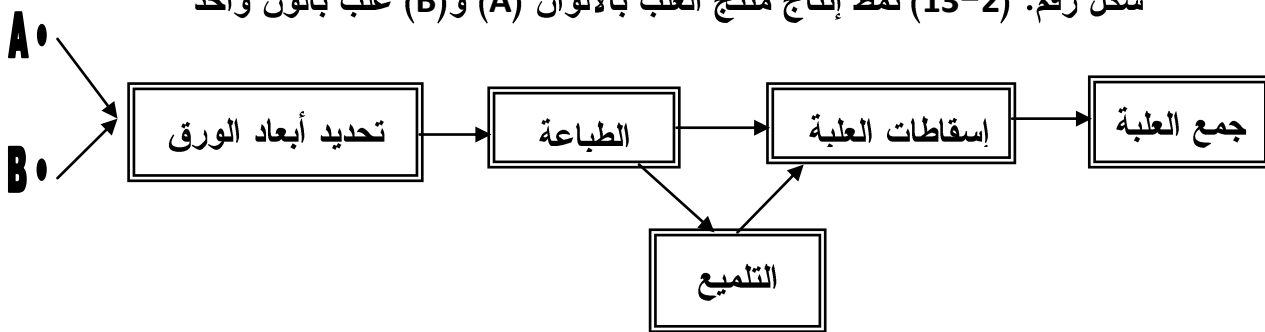 شكل رقم: (2-13) نمط إنتاج منتج العلب بالألوان (A) و(B) علب بالون واحد
A
B
تحديد أبعاد الورق
الطباعة
إسقاطات العلبة
جمع العلبة
التلميع